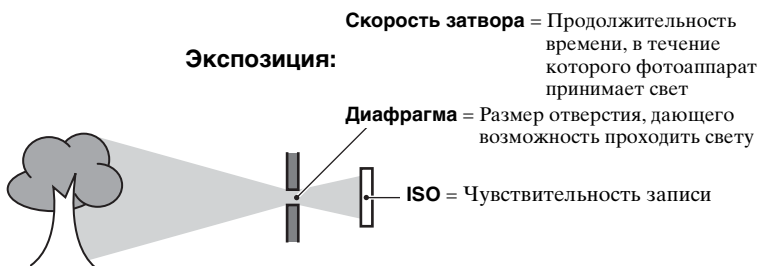 Скорость затвора = Продолжительность
времени, в течение
которого фотоаппарат
принимает свет
Экспозиция:
Диафрагма = Размер отверстия, дающего
возможность проходить свету
ISO = Чувствительность записи